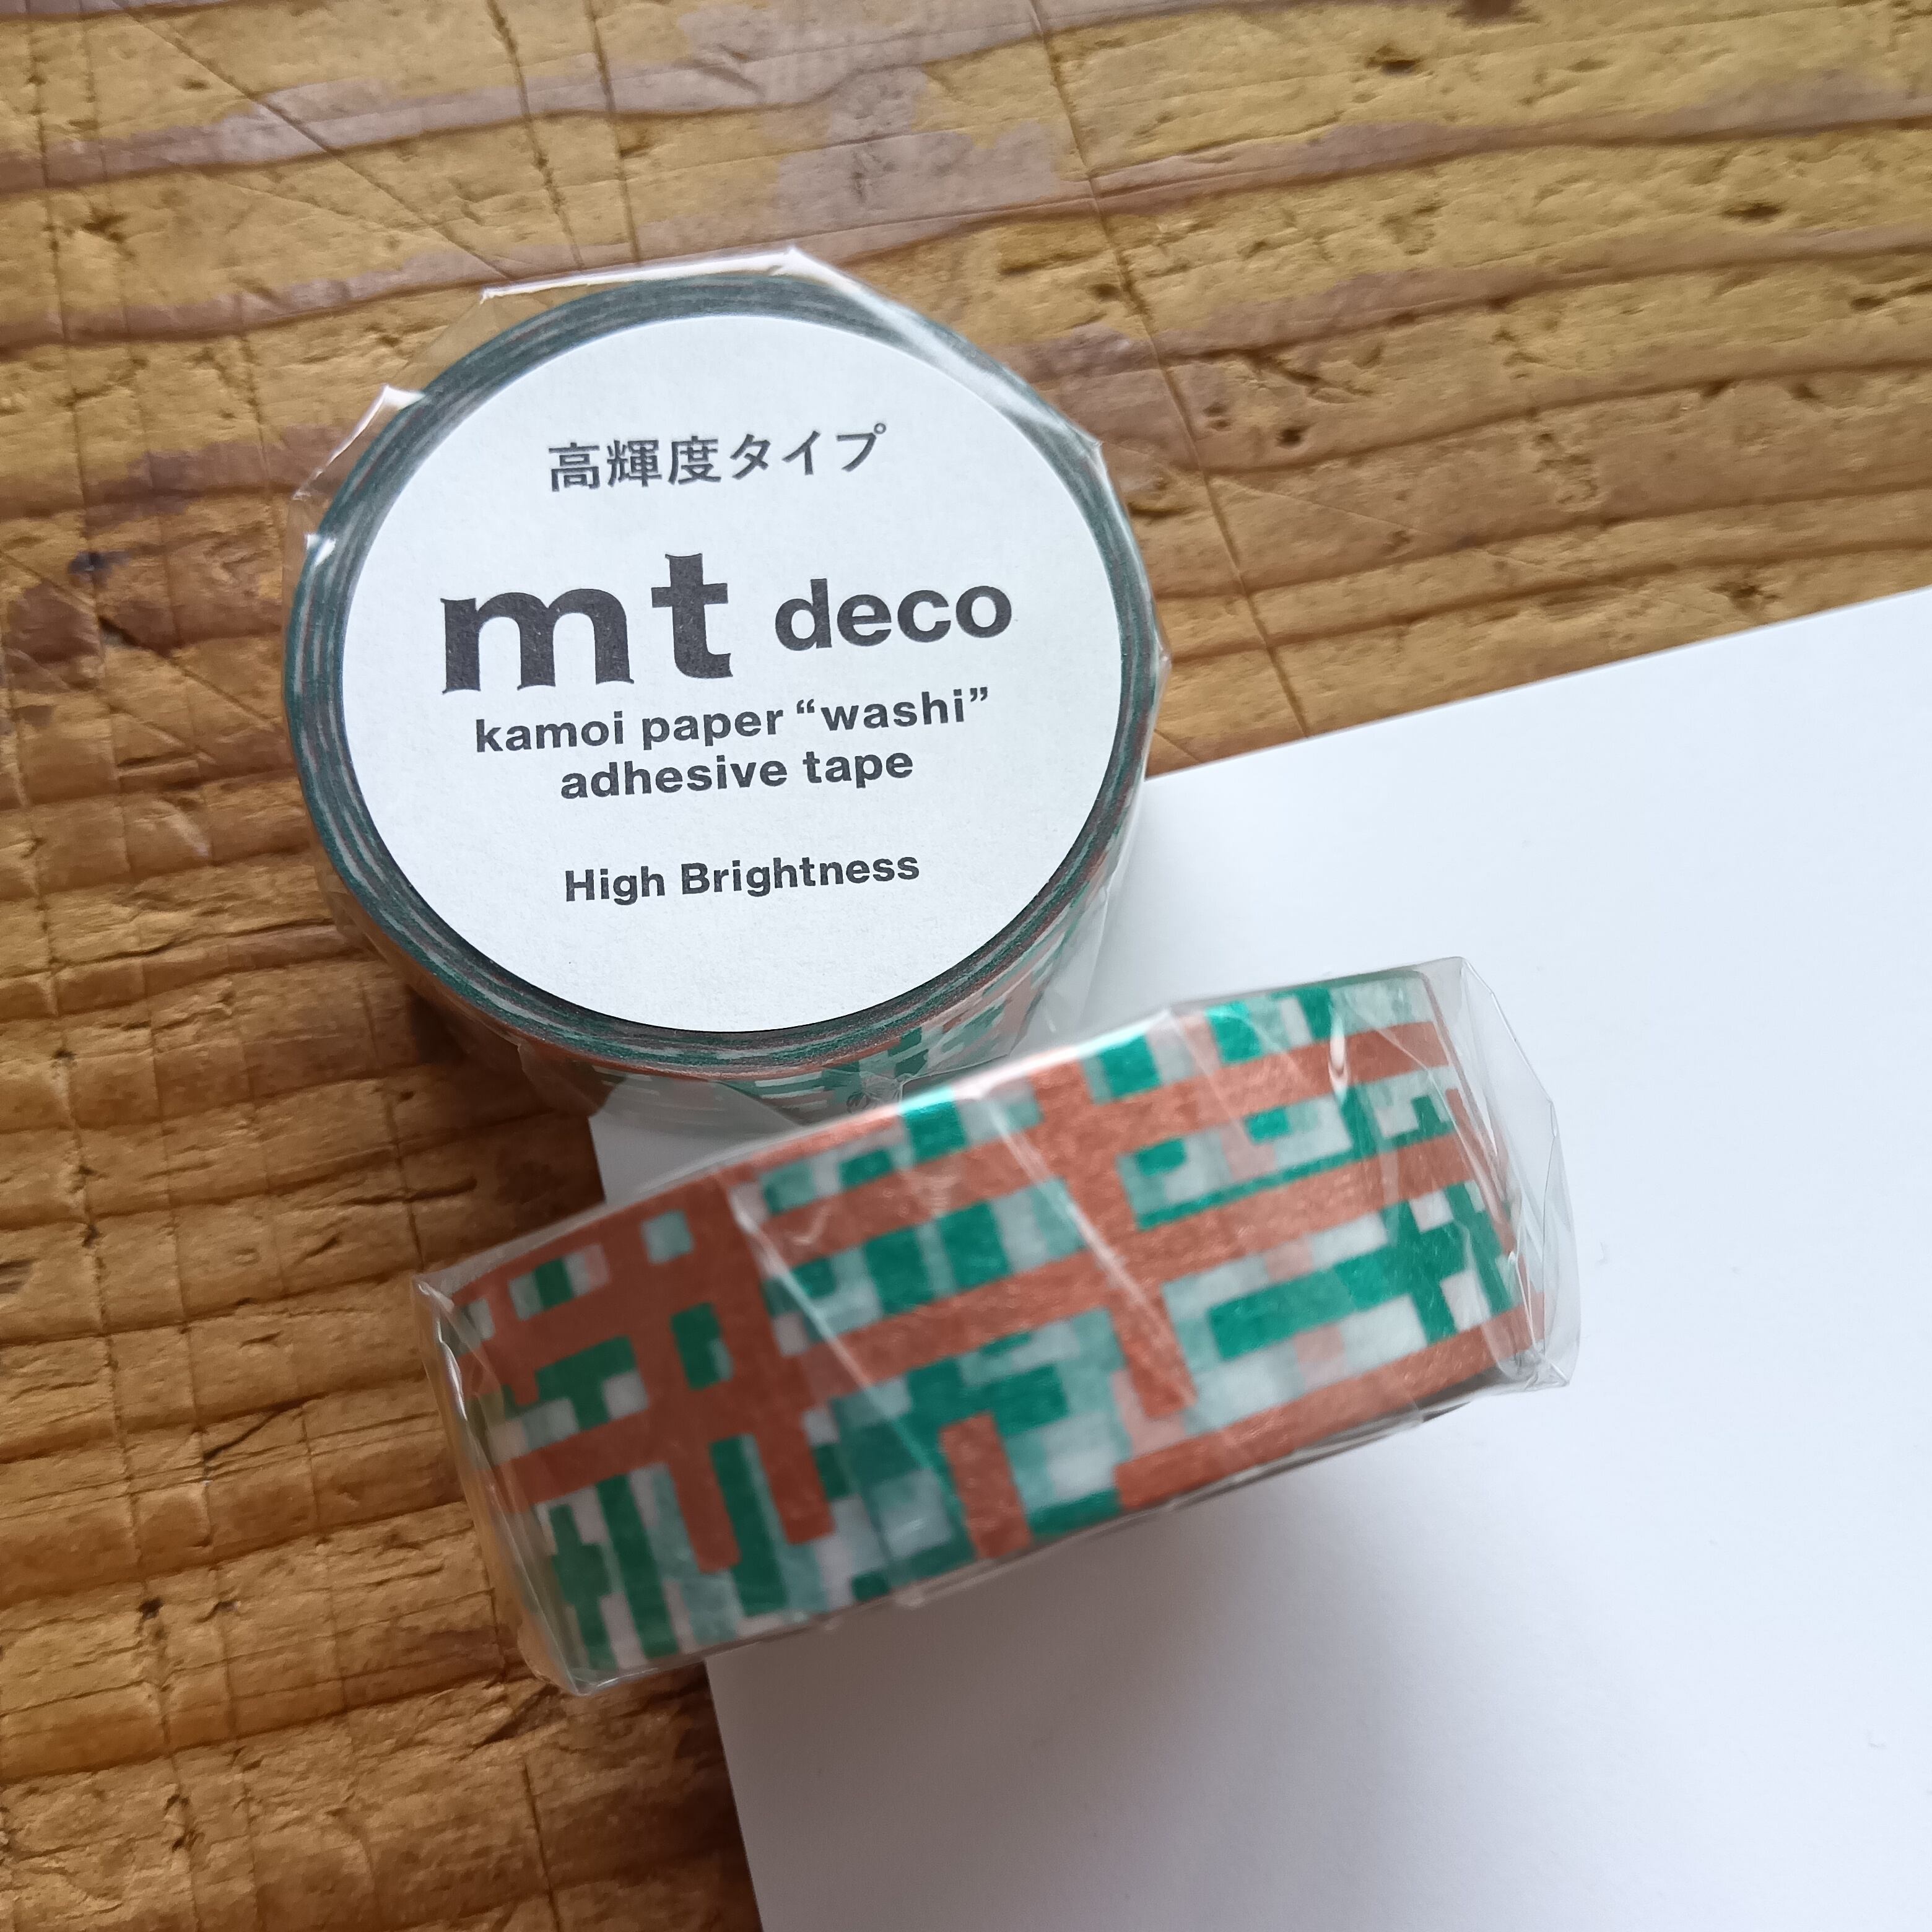 高輝度タイプ
mt deco
kamoi paper “washi”
adhesive tape
High Brightness